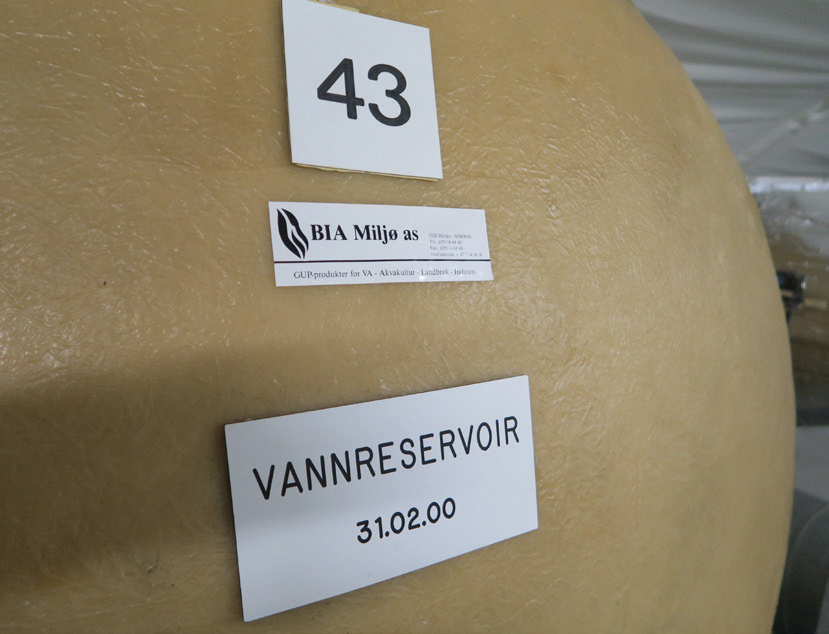 43
BIA Miljø as
GUP-produkter for VA - Akvakultur - Landbruk - Industri
VANNRESERVOIR
31.02.00